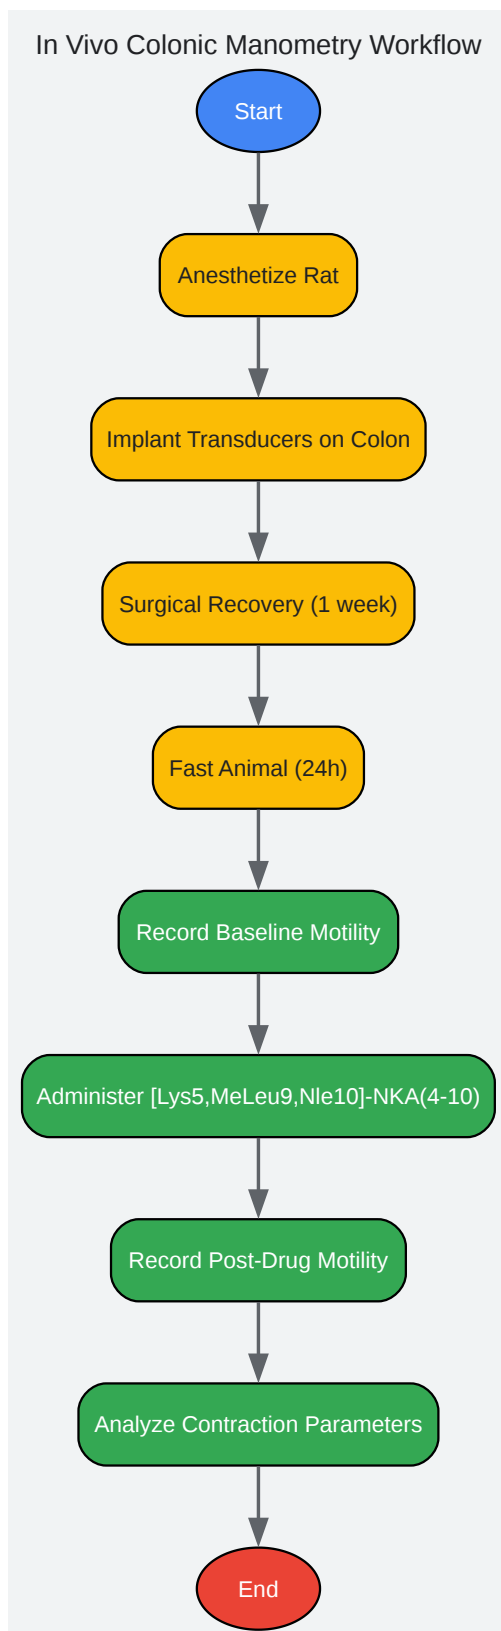 In Vivo Colonic Manometry Workflow
Start
Anesthetize Rat
Implant Transducers on Colon
Surgical Recovery (1 week)
Fast Animal (24h)
Record Baseline Motility
Administer [Lys5,MeLeu9,Nle10]-NKA(4-10)
Record Post-Drug Motility
Analyze Contraction Parameters
End